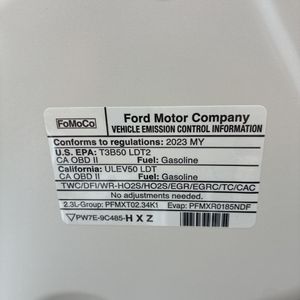 FoMoCo
Ford Motor Company
VEHICLE EMISSION CONTROL INFORMATION
Conforms to regulations: 2023 MY
U.S. EPA: T3B50 LDT2
CA OBD II Fuel: Gasoline
California: ULEV50 LDT
CA OBD II Fuel: Gasoline
TWC/DFI/WR-HO2S/HO2S/EGR/EGRC/TC/CAC
No adjustments needed.
2.3L-Group: PFMXT02.34K1 Evap: PFMXR0185NDF
PW7E-9C485-HXZ